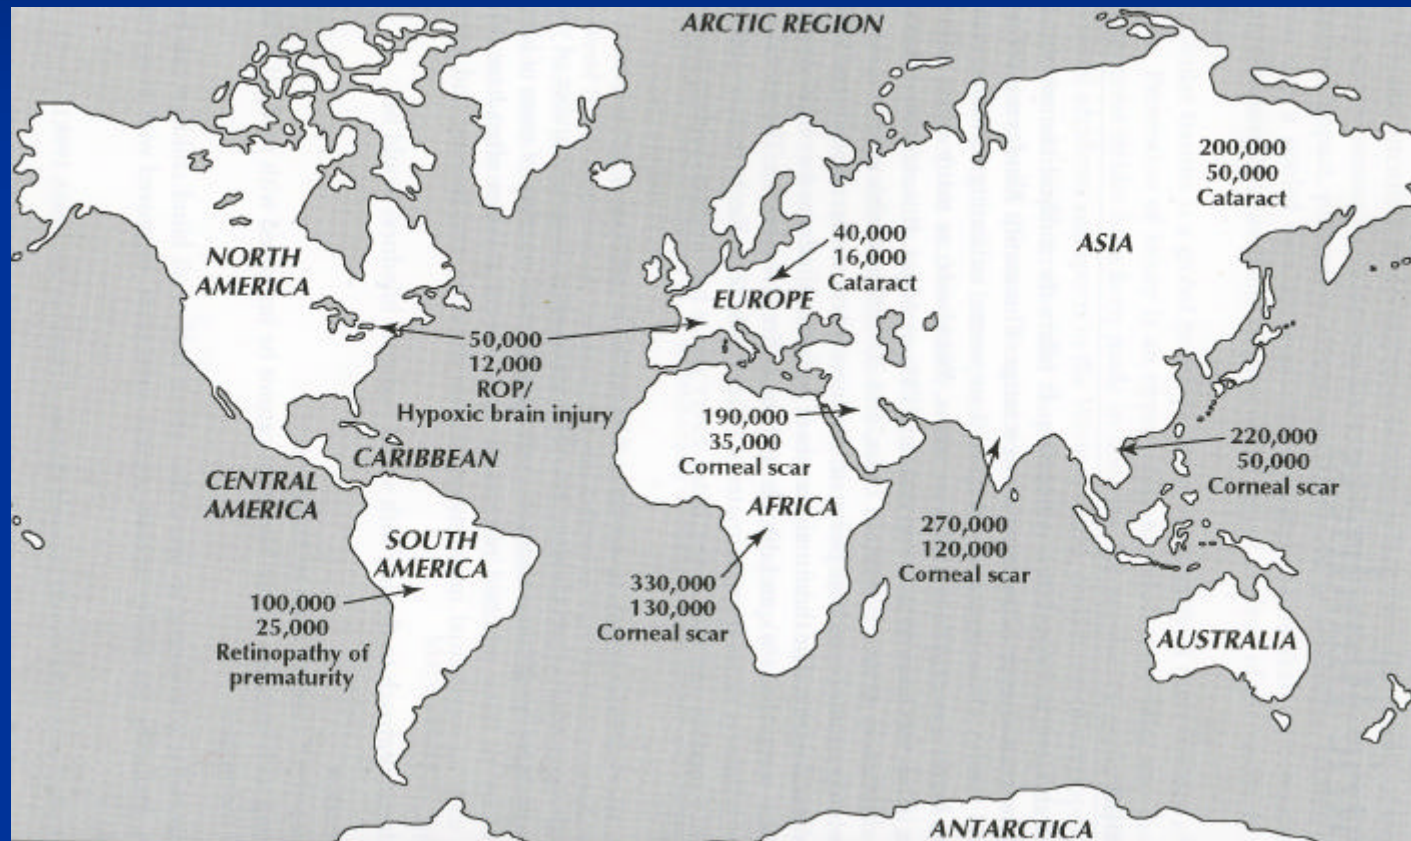 ARCTIC REGION
200,000
50,000
Cataract
ASIA
40,000
16,000
Cataract
NORTH
AMERICA
EUROPE
50,000
12,000
ROP/
Hypoxic brain injury
190,000
35,000
Corneal scar
220,000
50,000
Corneal scar
CARIBBEAN
CENTRAL
AMERICA
AFRICA
270,000
120,000
Corneal scar
SOUTH
AMERICA
330,000
130,000
Corneal scar
100,000
25,000
Retinopathy of
prematurity
AUSTRALIA
ANTARCTICA